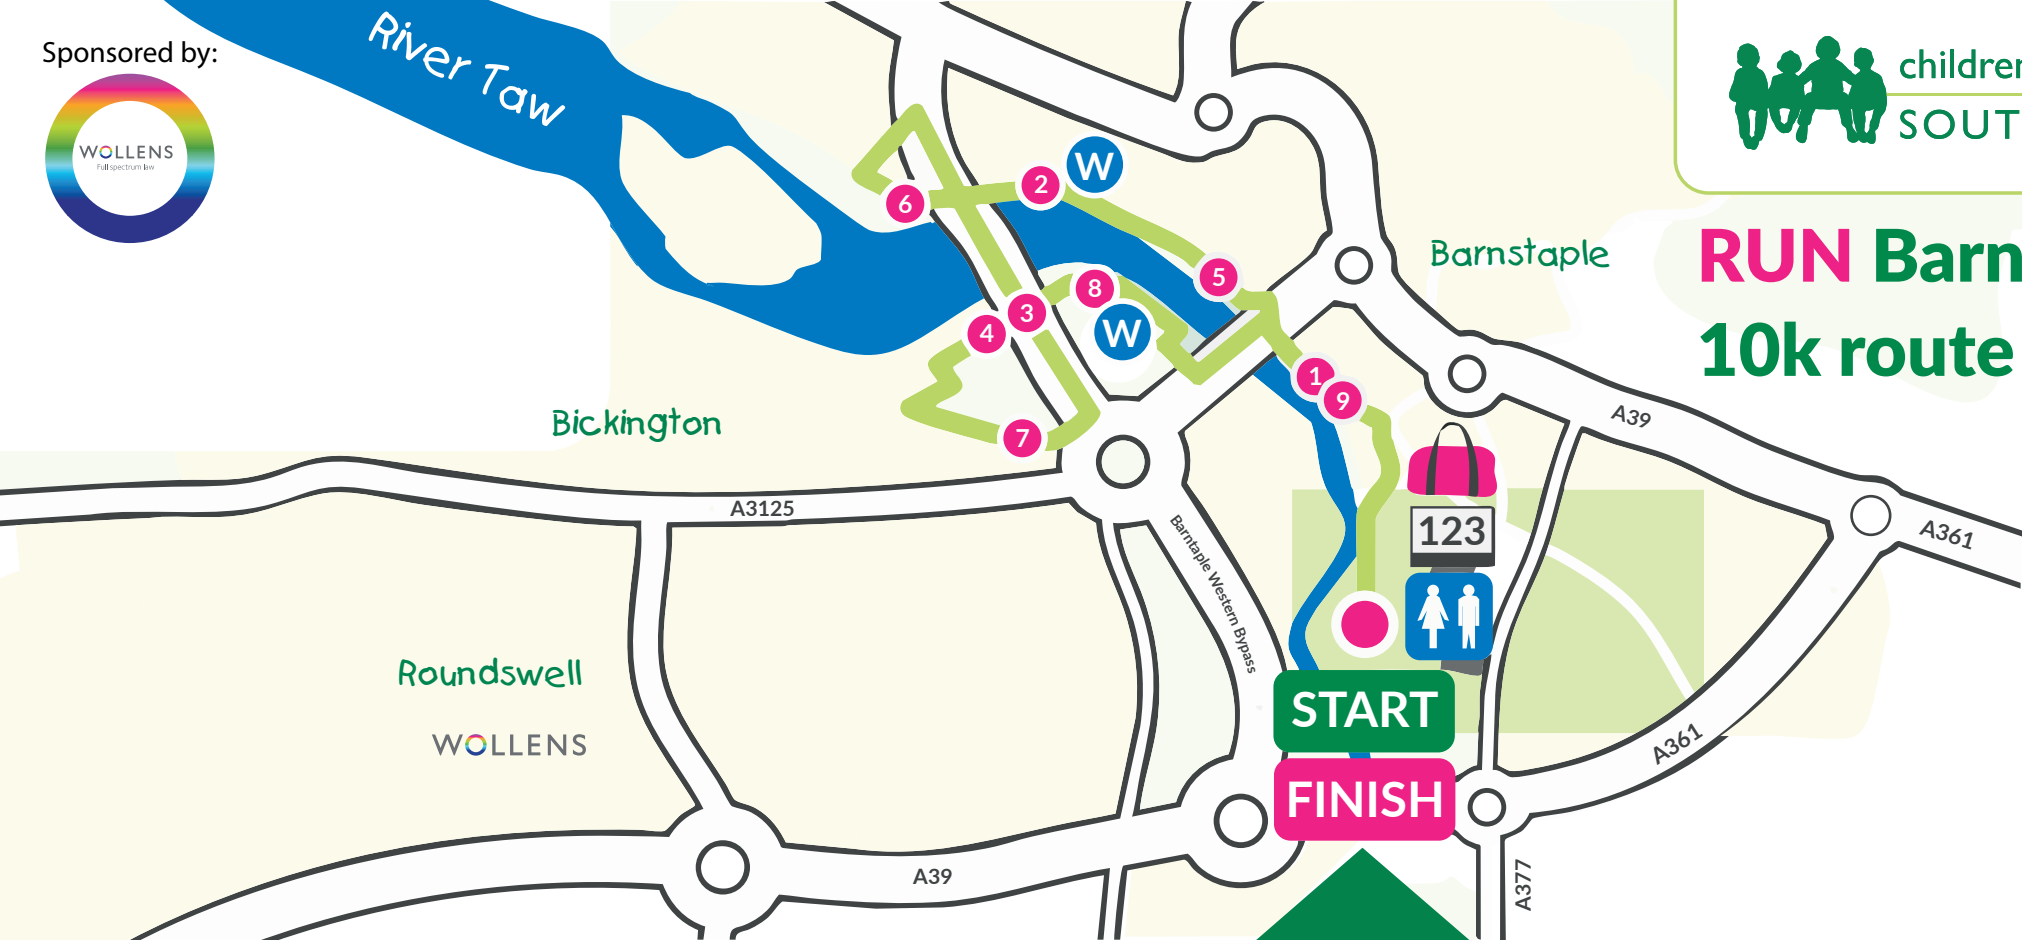 Sponsored by:
WOLLENS
Full spectrum law
River Taw
children
SOUT
RUN Barn
10k route
Barnstaple
Bickington
Roundswell
WOLLENS
W
W
6
2
5
8
3
4
1
9
7
A39
A361
A3125
123
Barntaple Western Bypass
START
FINISH
A361
A39
A377